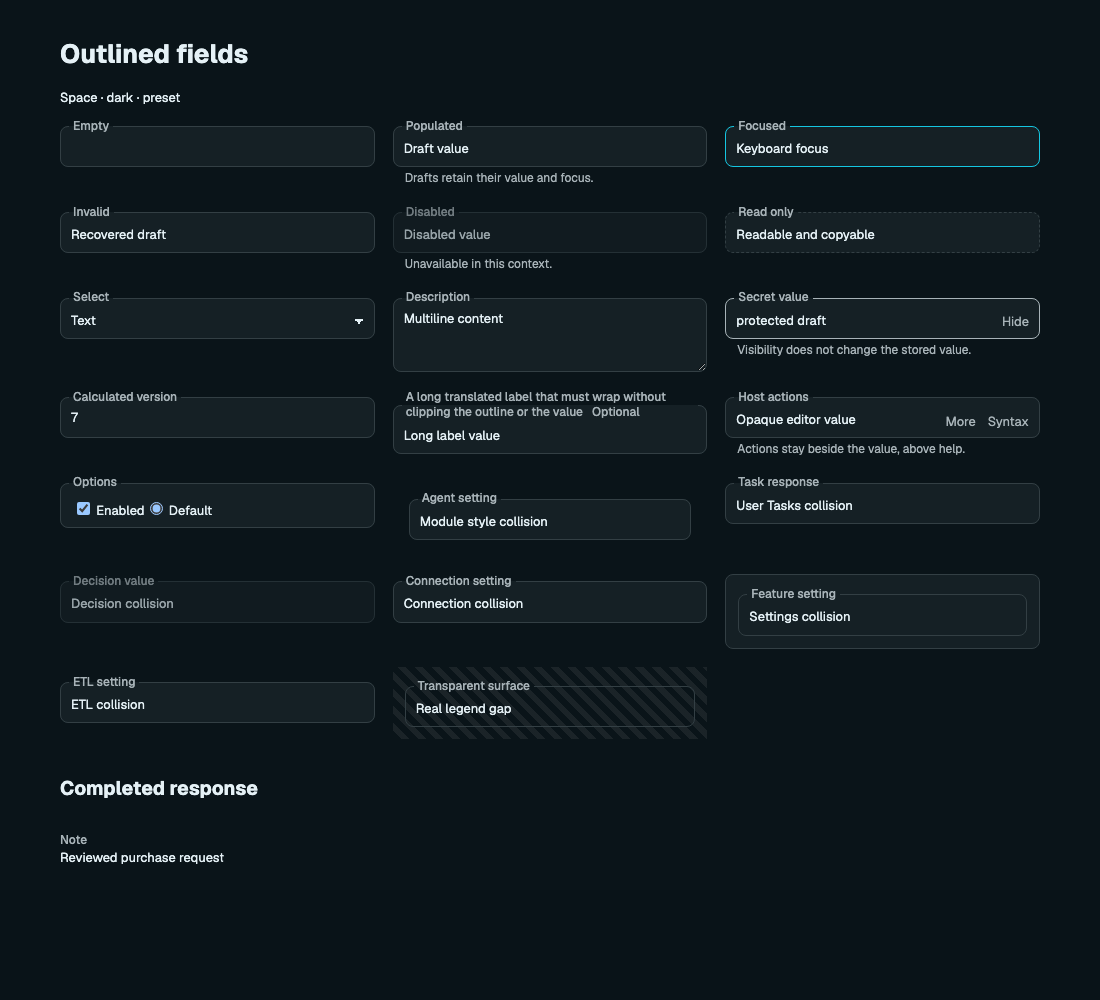 Outlined fields
Space · dark · preset
Empty
Populated
Draft value
Drafts retain their value and focus.
Focused
Keyboard focus
Invalid
Recovered draft
Disabled
Disabled value
Unavailable in this context.
Read only
Readable and copyable
Select
Text
Description
Multiline content
Secret value
protected draft
Hide
Visibility does not change the stored value.
Calculated version
7
A long translated label that must wrap without
clipping the outline or the value Optional
Long label value
Host actions
Opaque editor value
More Syntax
Actions stay beside the value, above help.
Options
Enabled Default
Agent setting
Module style collision
Task response
User Tasks collision
Decision value
Decision collision
Connection setting
Connection collision
Feature setting
Settings collision
ETL setting
ETL collision
Transparent surface
Real legend gap
Completed response
Note
Reviewed purchase request